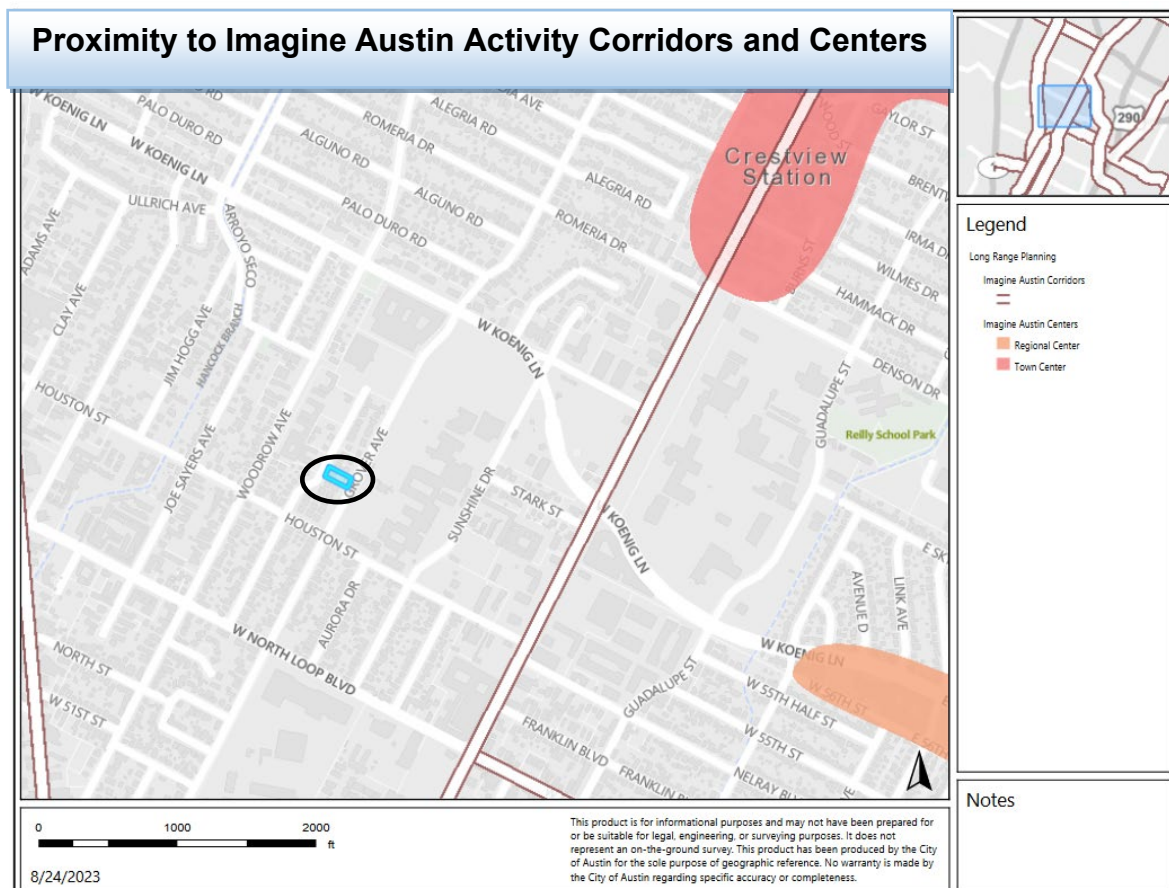 Proximity to Imagine Austin Activity Corridors and Centers
W KOENIG LN
PALO DURO RD
ALGUNO RD
ROMERIA DR
ALEGRIA RD
GAYLOR ST
Crestview
Station
ULLRICH AVE
ARROYO SECO
ADAMS AVE
W KOENIG LN
PALO DURO RD
ALGUNO RD
ALEGRIA RD
ROMERIA DR
IRMA DR
WILMES DR
BURNS ST
HAMMACK DR
CLAY AVE
JIM HOGG AVE
HANCOCK BRANCH
W KOENIG LN
DENSON DR
HOUSTON ST
GUADALUPE ST
Reilly School Park
JOE SAYERS AVE
WOODROW AVE
GROVER AVE
SUNSHINE DR
STARK ST
HOUSTON ST
W KOENIG LN
AVENUE D
LINK AVE
AURORA DR
W NORTH LOOP BLVD
NORTH ST
W 51ST ST
GUADALUPE ST
W KOENIG LN
W 56TH ST
W 55TH HALF ST
E 56TH
W 55TH ST
FRANKLIN BLVD
FRANKLIN
NELRAY
290
Legend
Long Range Planning
Imagine Austin Corridors
Imagine Austin Centers
Regional Center
Town Center
Notes
0 1000 2000
ft
8/24/2023
This product is for informational purposes and may not have been prepared for
or be suitable for legal, engineering, or surveying purposes. It does not
represent an on-the-ground survey. This product has been produced by the City
of Austin for the sole purpose of geographic reference. No warranty is made by
the City of Austin regarding specific accuracy or completeness.